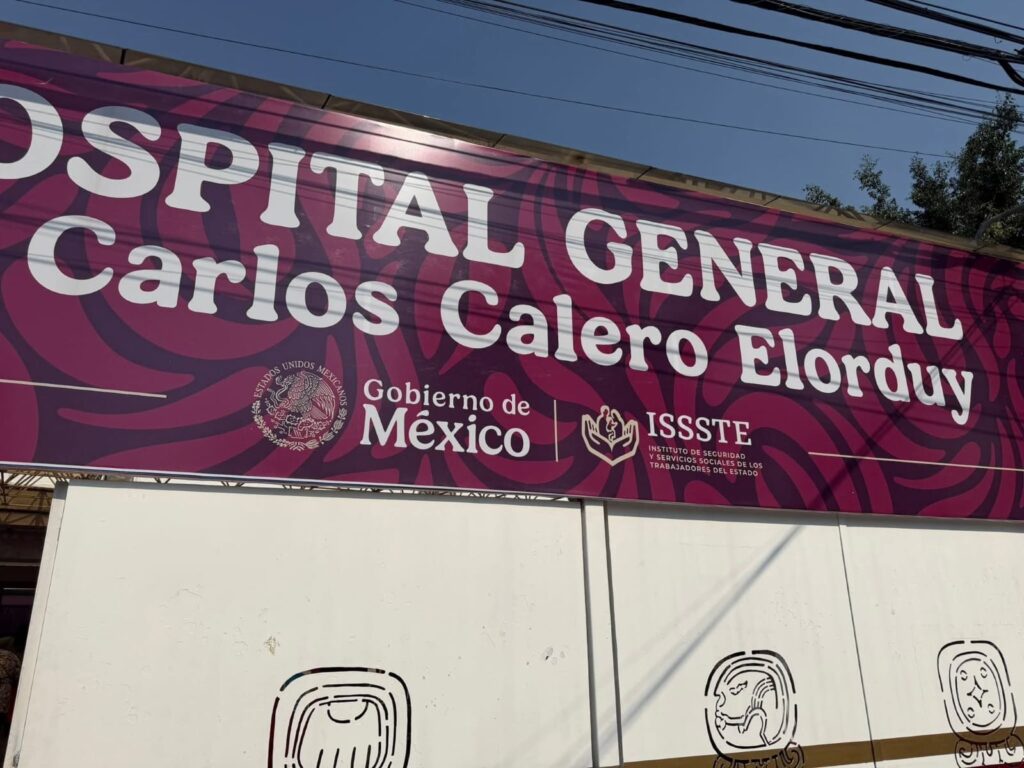 OSPITAL GENERAL
Carlos Calero Elorduy
ESTADOS UNIDOS MEXICANOS
Gobierno de
México
ISSSTE
INSTITUTO DE SEGURIDAD
Y SERVICIOS SOCIALES DE LOS
TRABAJADORES DEL ESTADO